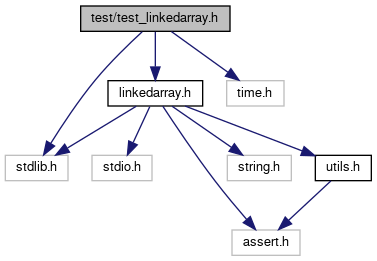 test/test_linkedarray.h
linkedarray.h
time.h
stdlib.h
stdio.h
string.h
utils.h
assert.h